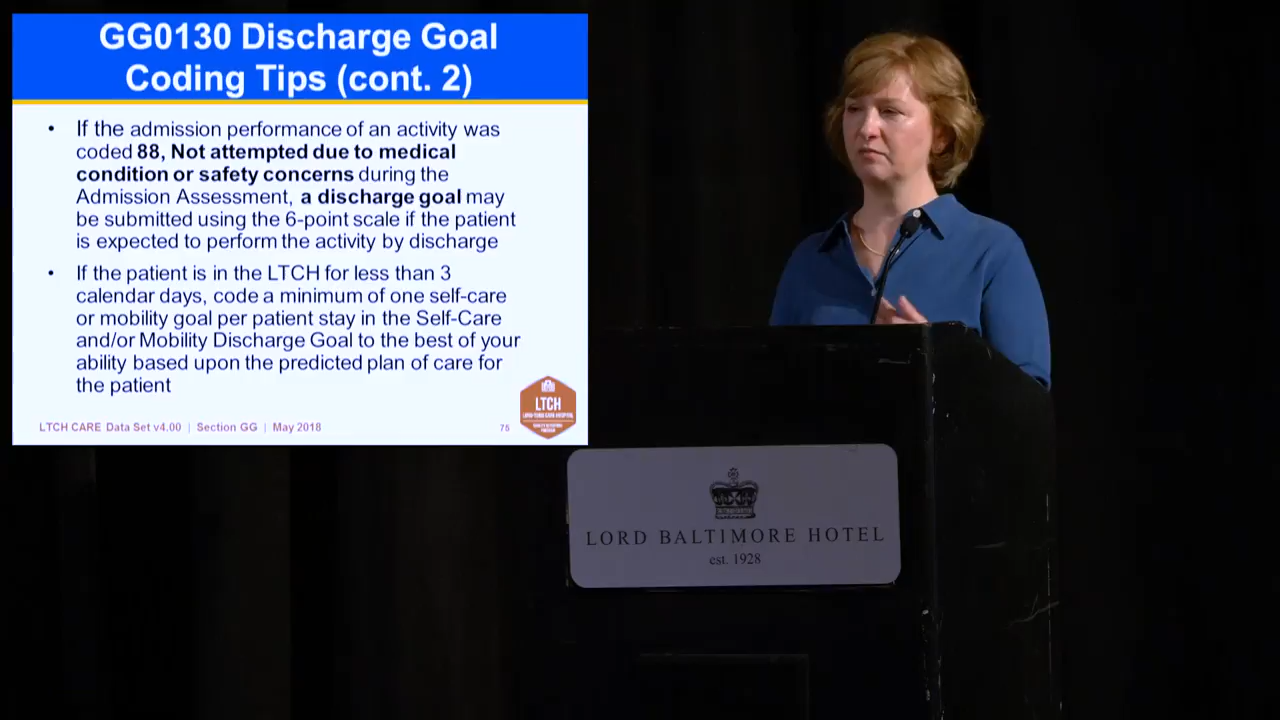 GG0130 Discharge Goal
Coding Tips (cont. 2)
• If the admission performance of an activity was
coded 88, Not attempted due to medical
condition or safety concerns during the
Admission Assessment, a discharge goal may
be submitted using the 6-point scale if the patient
is expected to perform the activity by discharge
• If the patient is in the LTCH for less than 3
calendar days, code a minimum of one self-care
or mobility goal per patient stay in the Self-Care
and/or Mobility Discharge Goal to the best of your
ability based upon the predicted plan of care for
the patient
LTCH CARE Data Set v4.00 | Section GG | May 2018
75
LTCH
LORD BALTIMORE HOTEL
est. 1928